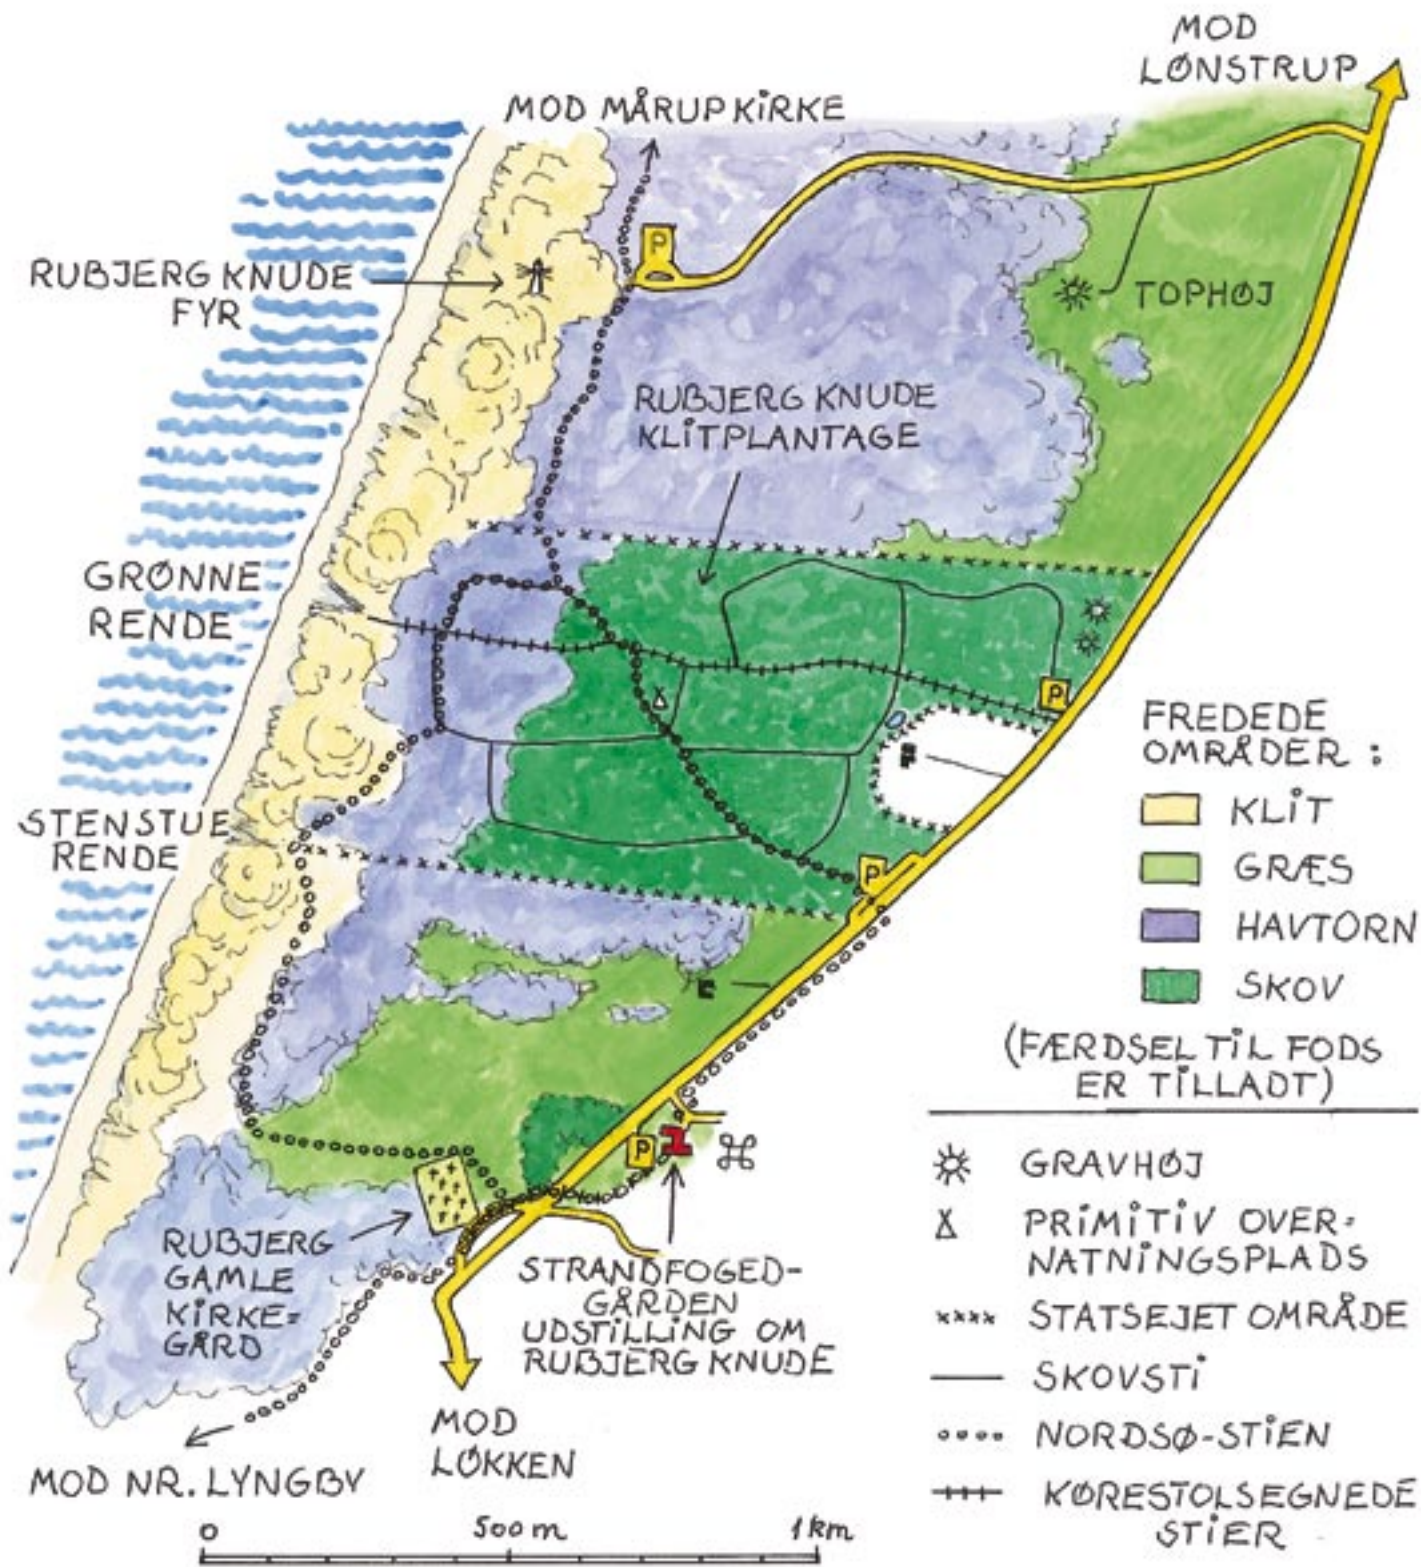 MOD
LØNSTRUP
MOD MÅRUP KIRKE
P
RUBJERG KNUDE
FYR
TOPHØJ
RUBJERG KNUDE
KLITPLANTAGE
GRØNNE
RENDE
P
FREDEDE
OMRÅDER :
KLIT
GRÆS
HAVTORN
SKOV
(FÆRDSEL TIL FODS
ER TILLADT)
STENSTUE
RENDE
P
P
RUBJERG
GAMLE
KIRKE=
GÅRD
STRANDFOGED-
GÅRDEN
UDSTILLING OM
RUBJERG KNUDE
GRAVHØJ
PRIMITIV OVER=
NATNINGSPLADS
STATSEJET OMRÅDE
SKOVSTI
NORDSØ-STIEN
KØRESTOLSEGNEDE
STIER
MOD
LØKKEN
MOD NR. LYNGBY
0 500 m 1 km